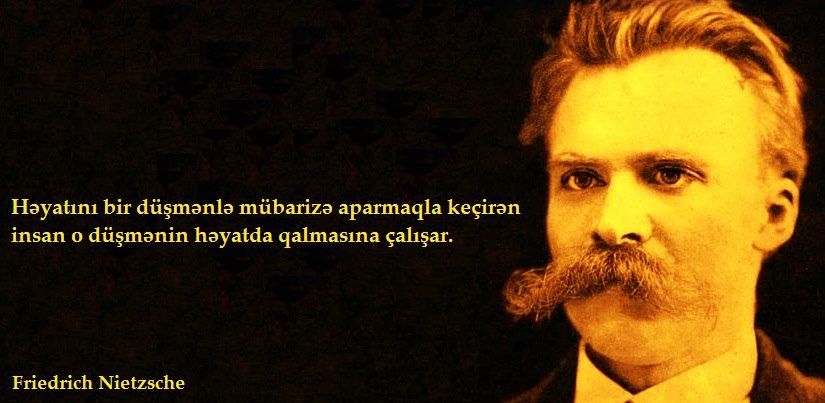 Həyatını bir düşmənlə mübarizə aparmaqla keçirən
insan o düşmənin həyatda qalmasına çalışar.
Friedrich Nietzsche